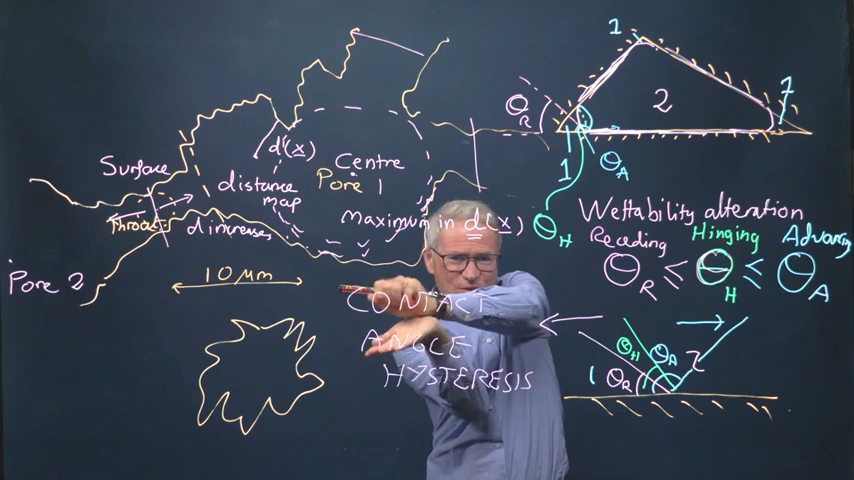 Surface
Throat
d increases
distance
map
d(x)
Centre
Pore 1
maximum in d(x)
Pore 2
10 μm
CONTACT
ANGLE
HYSTERESIS
1
2
7
1
Θ_R
Θ_A
Θ_H
Wettability alteration
Receding Hinging Advancing
Θ_R ≤ Θ_H ≤ Θ_A
1 Θ_R Θ_H Θ_A 2